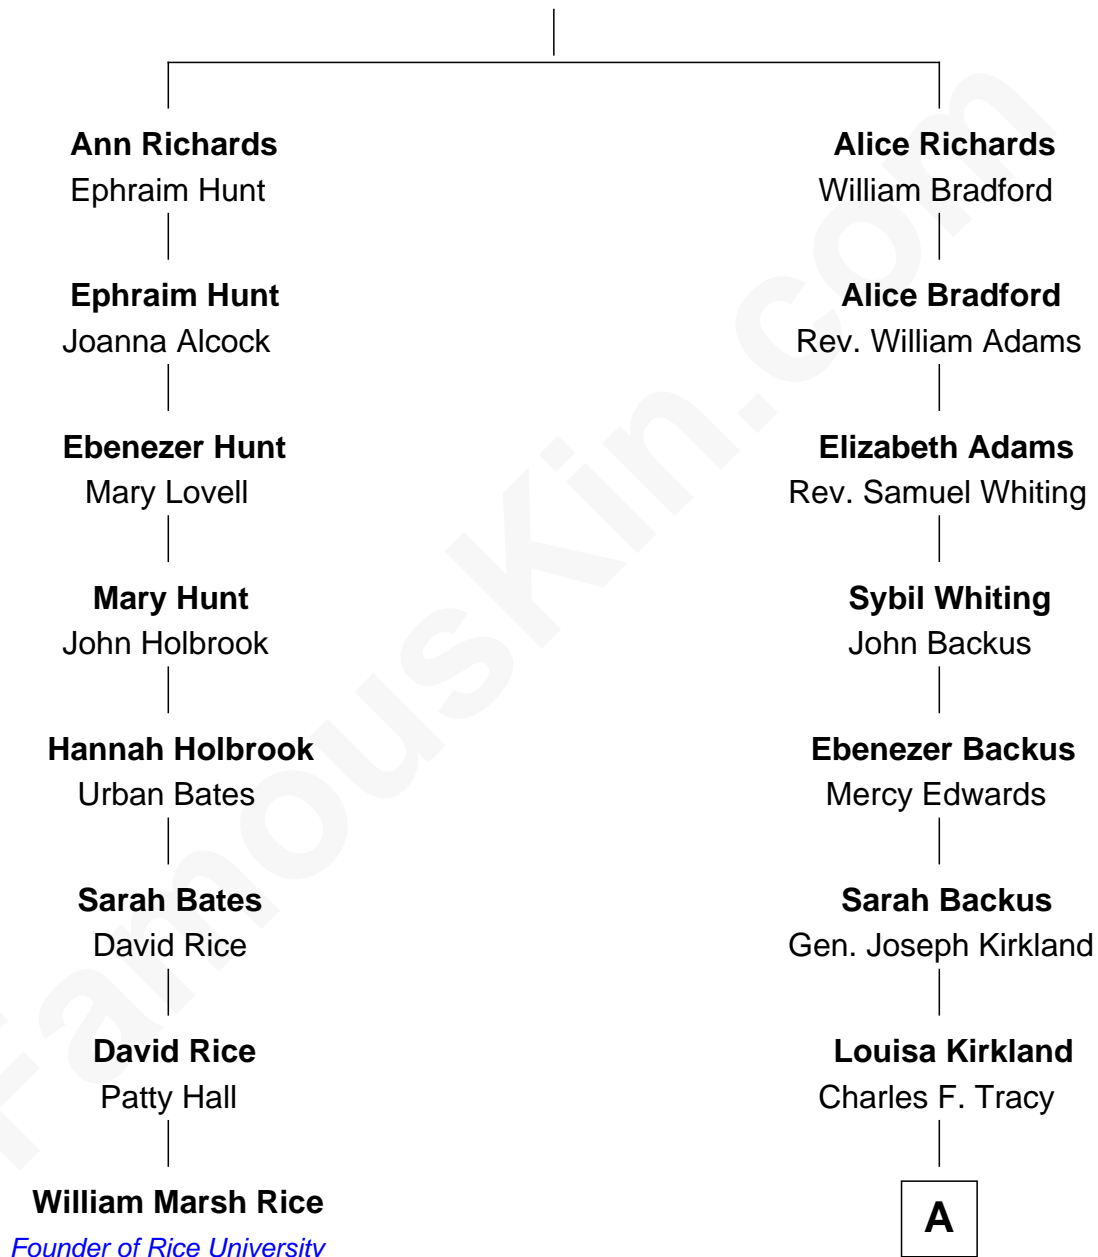 Ann Richards
Ephraim Hunt
Ephraim Hunt
Joanna Alcock
Ebenezer Hunt
Mary Lovell
Mary Hunt
John Holbrook
Hannah Holbrook
Urban Bates
Sarah Bates
David Rice
David Rice
Patty Hall
William Marsh Rice
Founder of Rice University
Alice Richards
William Bradford
Alice Bradford
Rev. William Adams
Elizabeth Adams
Rev. Samuel Whiting
Sybil Whiting
John Backus
Ebenezer Backus
Mercy Edwards
Sarah Backus
Gen. Joseph Kirkland
Louisa Kirkland
Charles F. Tracy
A
FamousKin.com